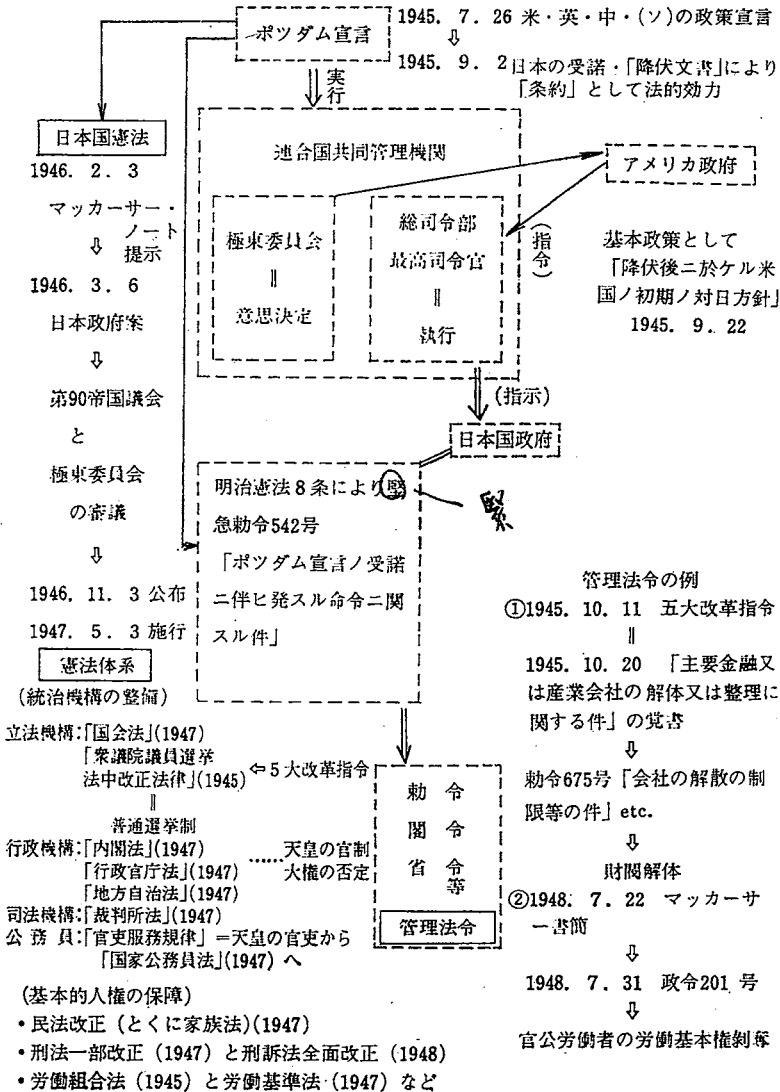 ポツダム宣言
1945. 7. 26 米・英・中・(ソ)の政策宣言
⇩
1945. 9. 2 日本の受諾・「降伏文書」により
「条約」として法的効力
実行
日本国憲法
1946. 2. 3
マッカーサー・
ノート
提示
⇩
1946. 3. 6
日本政府案
⇩
第90帝国議会
と
極東委員会
の審議
⇩
1946. 11. 3 公布
1947. 5. 3 施行
憲法体系
(統治機構の整備)
連合国共同管理機関
極東委員会
‖
意思決定
総司令部
最高司令官
‖
執行
アメリカ政府
(指令)
基本政策として
「降伏後ニ於ケル米
国ノ初期ノ対日方針」
1945. 9. 22
(指示)
日本国政府
明治憲法8条により堅
急勅令542号
「ポツダム宣言ノ受諾
ニ伴ヒ発スル命令ニ関
スル件」
緊
立法機構:「国会法」(1947)
「衆議院議員選挙
法中改正法律」(1945)
⇦5大改革指令
‖
普通選挙制
行政機構:「内閣法」(1947)
「行政官庁法」(1947)
「地方自治法」(1947)
……天皇の官制
大権の否定
司法機構:「裁判所法」(1947)
公務員:「官吏服務規律」=天皇の官吏から
「国家公務員法」(1947)へ
(基本的人権の保障)
・民法改正(とくに家族法)(1947)
・刑法一部改正(1947)と刑訴法全面改正(1948)
・労働組合法(1945)と労働基準法(1947)など
勅令
閣令
省令
等
管理法令
管理法令の例
①1945. 10. 11 五大改革指令
‖
1945. 10. 20 「主要金融又
は産業会社の解体又は整理に
関する件」の覚書
⇩
勅令675号「会社の解散の制
限等の件」etc.
⇩
財閥解体
②1948. 7. 22 マッカーサ
ー書簡
⇩
1948. 7. 31 政令201号
⇩
官公労働者の労働基本権剝奪